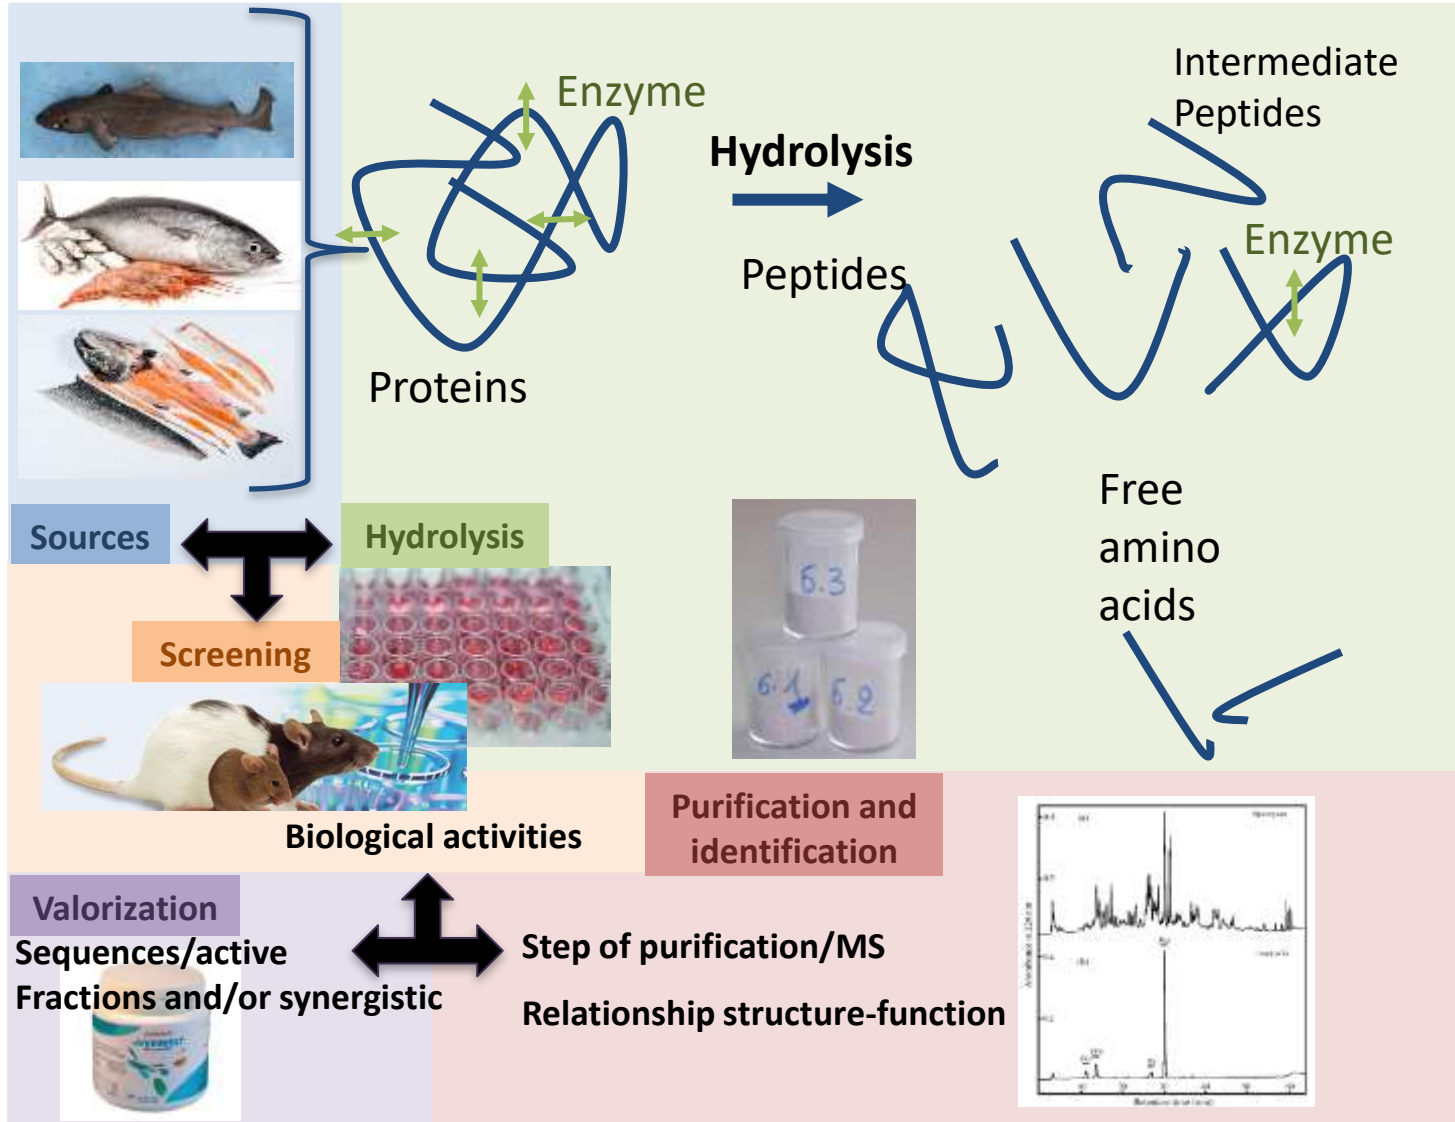 Enzyme
Intermediate
Peptides
Hydrolysis
Enzyme
Peptides
Proteins
Free
amino
acids
Sources
Hydrolysis
6.3
6.1
6.2
Screening
Biological activities
Purification and
identification
Valorization
Sequences/active
Fractions and/or synergistic
Step of purification/MS
Relationship structure-function